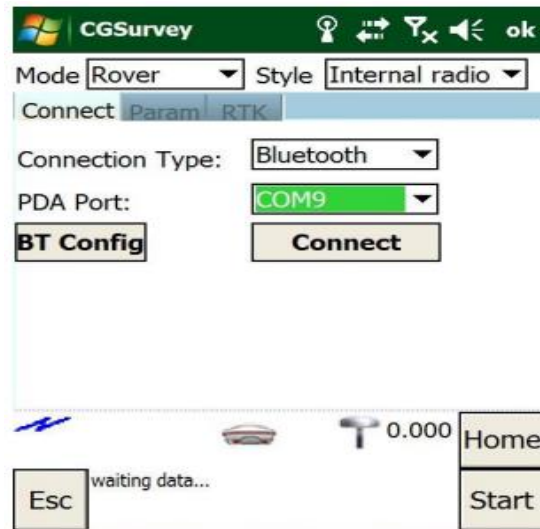 CGSurvey ok
Mode Rover Style Internal radio
Connect Param RTK
Connection Type: Bluetooth
PDA Port: COM9
BT Config Connect
0.000 Home
Esc waiting data... Start